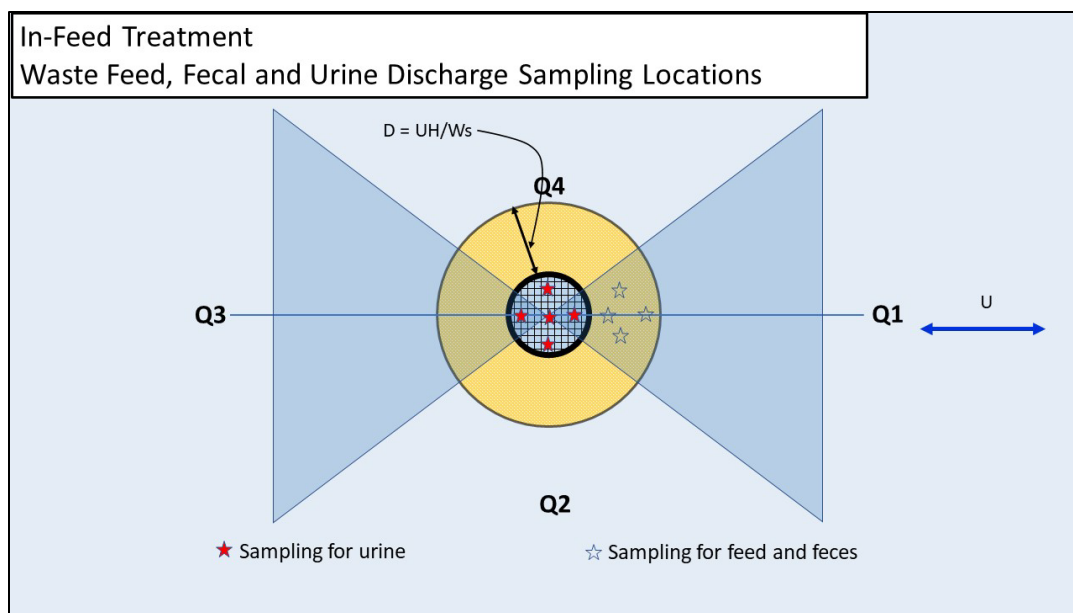 In-Feed Treatment
Waste Feed, Fecal and Urine Discharge Sampling Locations
D = UH/Ws
Q4
Q3
Q1
U
Q2
Sampling for urine
Sampling for feed and feces